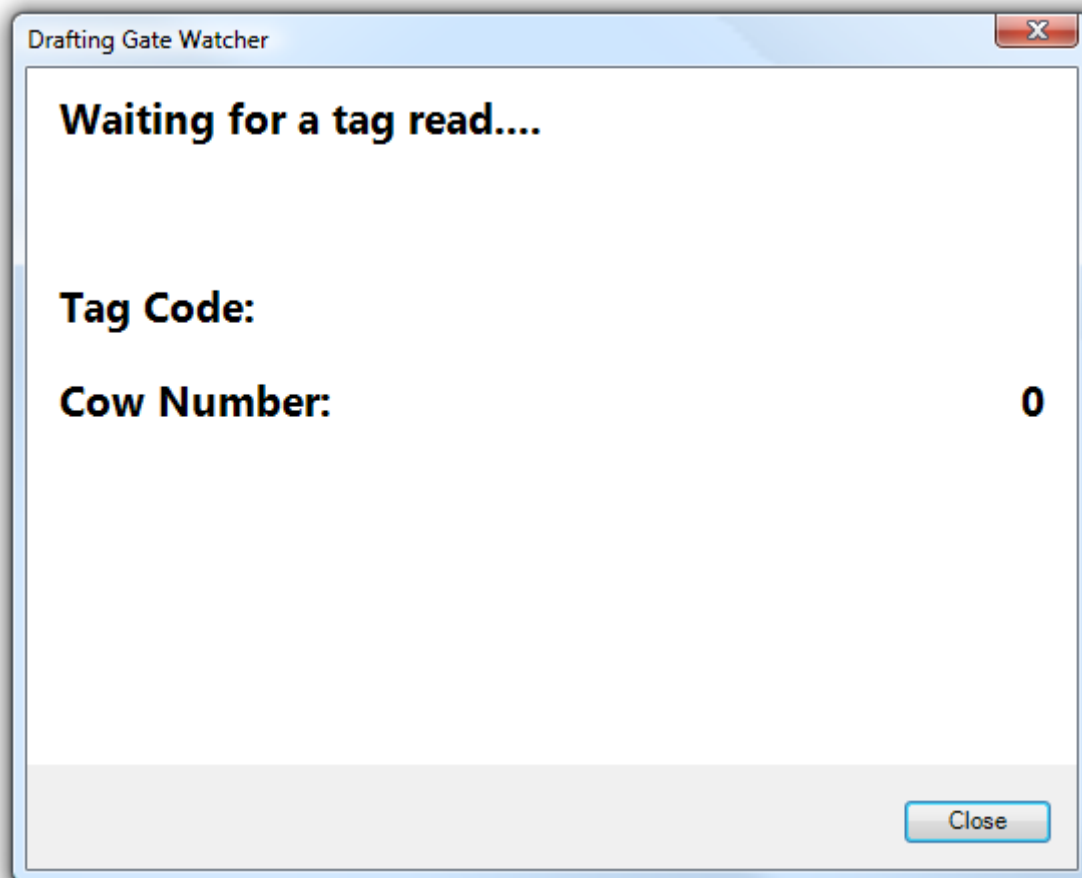 Drafting Gate Watcher
Waiting for a tag read....
Tag Code:
Cow Number: 0
Close